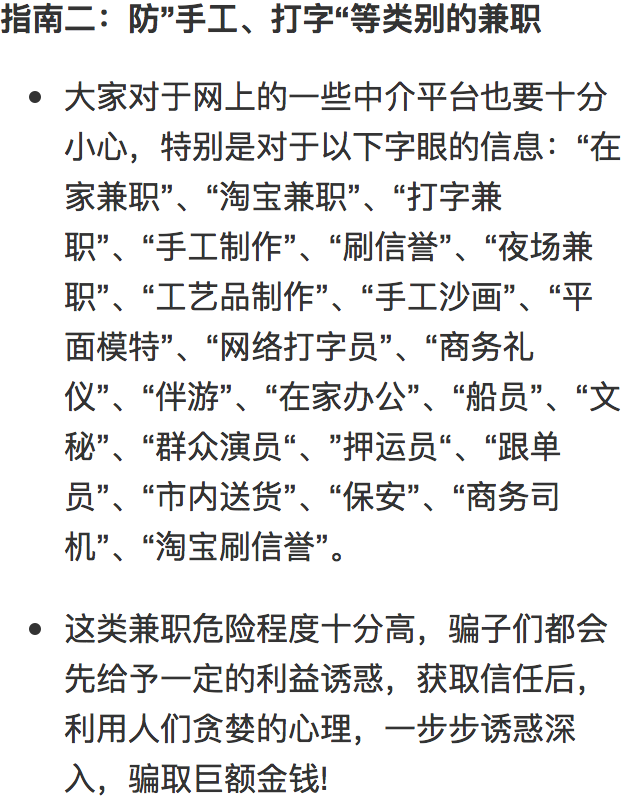 指南二：防”手工、打字“等类别的兼职
大家对于网上的一些中介平台也要十分
小心，特别是对于以下字眼的信息：“在
家兼职”、“淘宝兼职”、“打字兼
职”、“手工制作”、“刷信誉”、“夜场兼
职”、“工艺品制作”、“手工沙画”、“平
面模特”、“网络打字员”、“商务礼
仪”、“伴游”、“在家办公”、“船员”、“文
秘”、“群众演员“、”押运员“、“跟单
员”、“市内送货”、“保安”、“商务司
机”、“淘宝刷信誉”。
这类兼职危险程度十分高，骗子们都会
先给予一定的利益诱惑，获取信任后，
利用人们贪婪的心理，一步步诱惑深
入，骗取巨额金钱!